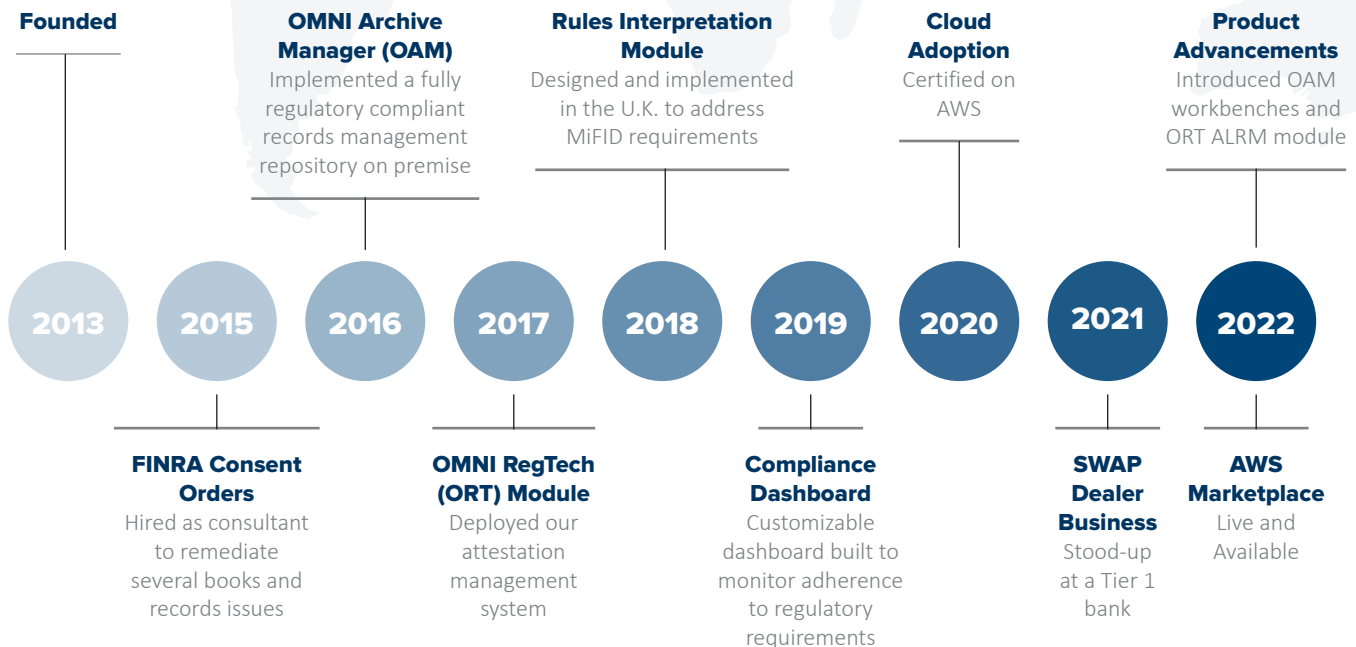 Founded
OMNI Archive
Manager (OAM)
Implemented a fully
regulatory compliant
records management
repository on premise
Rules Interpretation
Module
Designed and implemented
in the U.K. to address
MiFID requirements
Cloud
Adoption
Certified on
AWS
Product
Advancements
Introduced OAM
workbenches and
ORT ALRM module
2013
2015
2016
2017
2018
2019
2020
2021
2022
FINRA Consent
Orders
Hired as consultant
to remediate
several books and
records issues
OMNI RegTech
(ORT) Module
Deployed our
attestation
management
system
Compliance
Dashboard
Customizable
dashboard built to
monitor adherence
to regulatory
requirements
SWAP
Dealer
Business
Stood-up
at a Tier 1
bank
AWS
Marketplace
Live and
Available